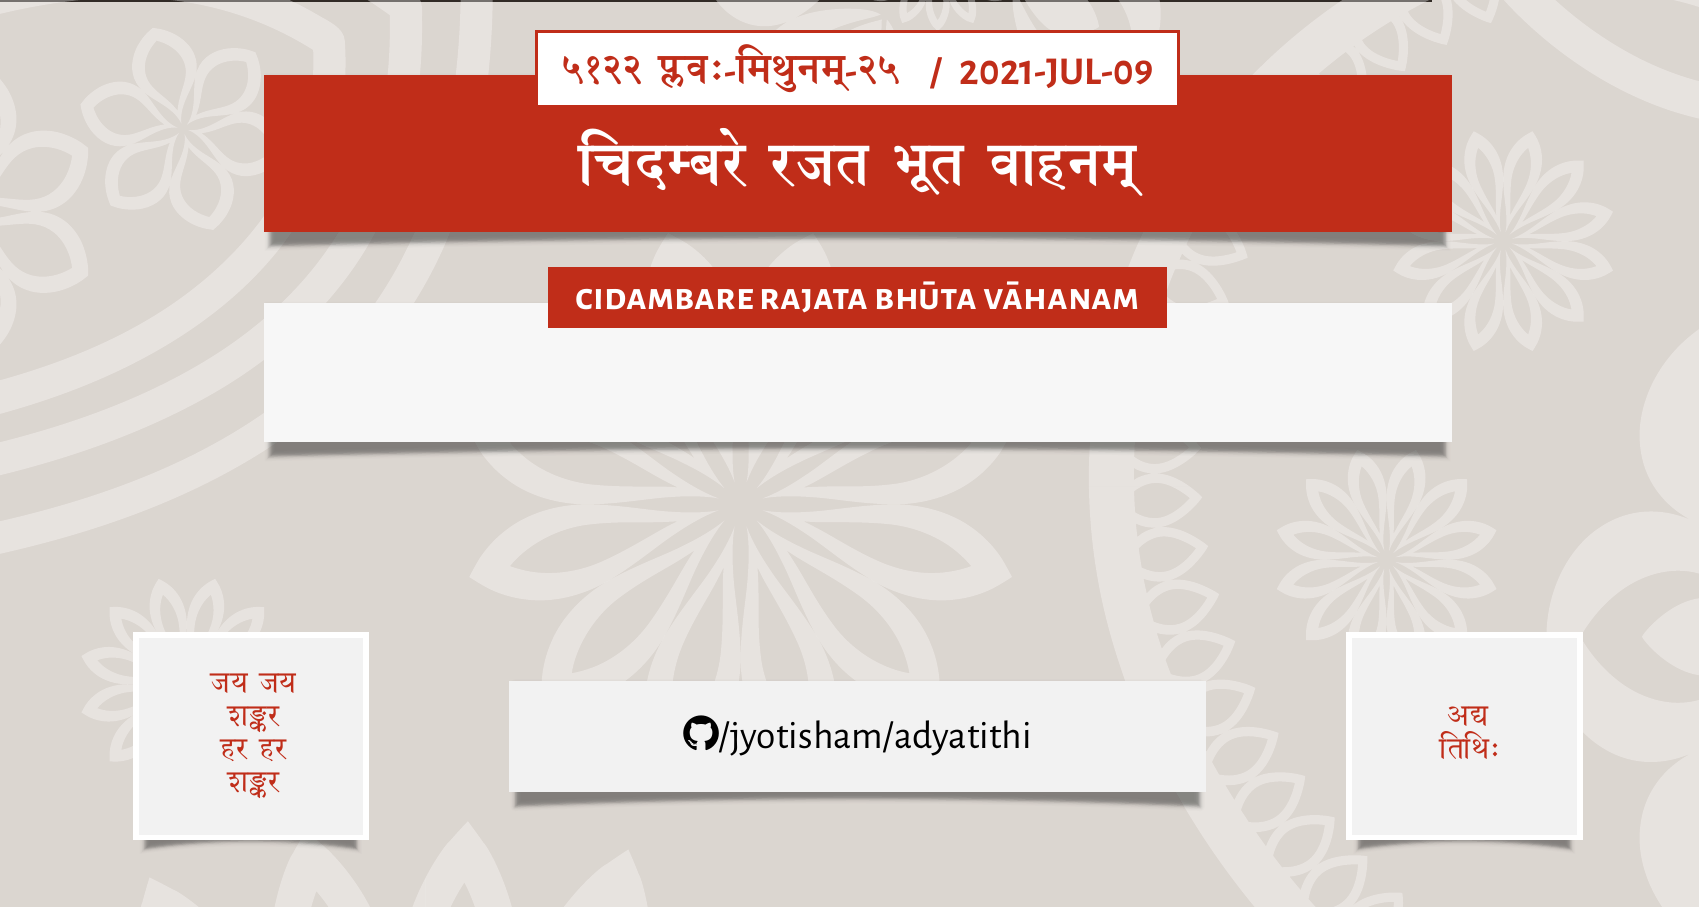 ५१२२ प्लवः-मिथुनम्-२५ / 2021-JUL-09
चिदम्बरे रजत भूत वाहनम्
CIDAMBARE RAJATA BHŪTA VĀHANAM
जय जय
शङ्कर
हर हर
शङ्कर
/jyotisham/adyatithi
अद्य
तिथिः